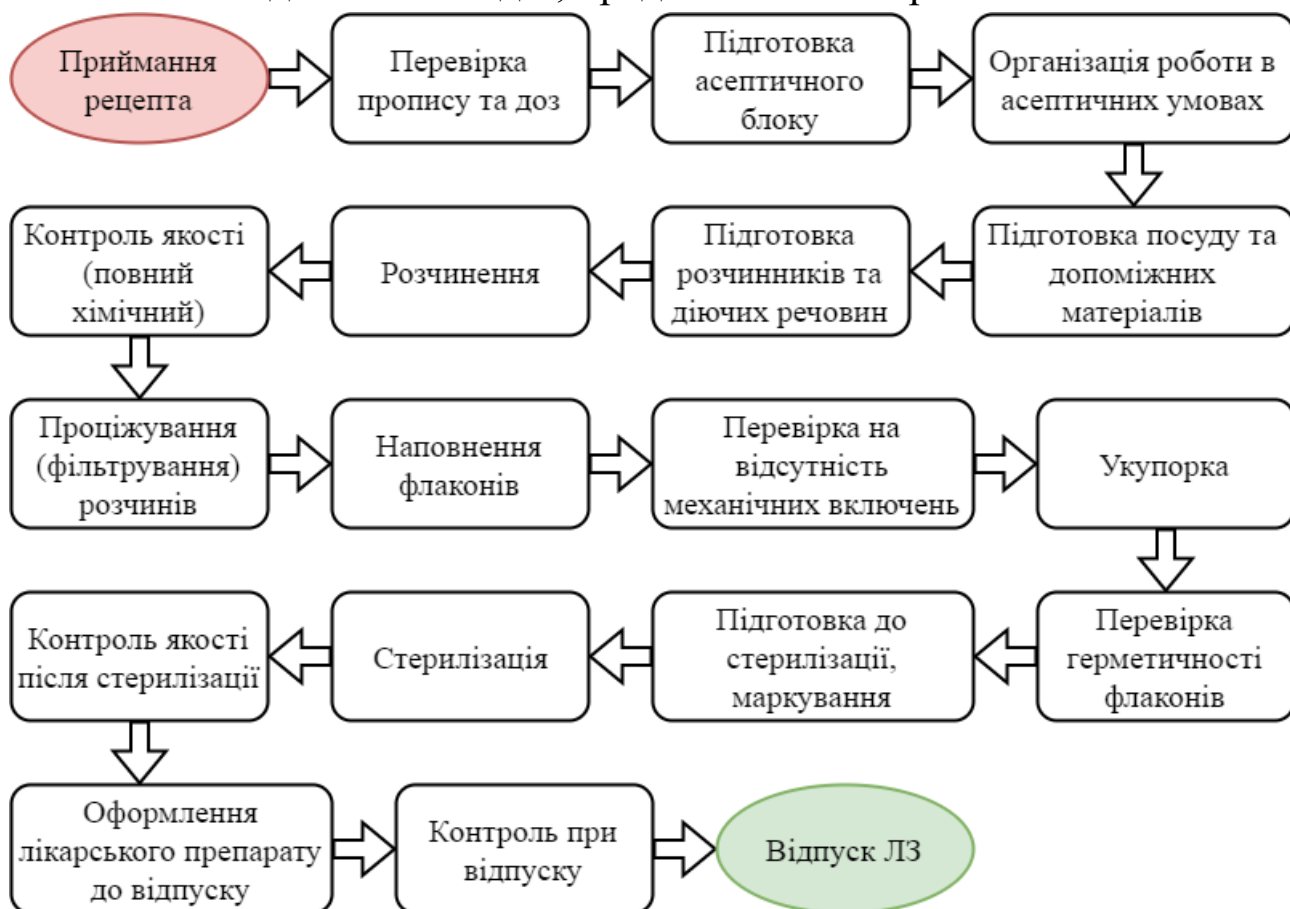 Приймання
рецепта
Перевірка
пропису та доз
Підготовка
асептичного
блоку
Організація роботи в
асептичних умовах
Підготовка посуду та
допоміжних
матеріалів
Підготовка
розчинників та
діючих речовин
Розчинення
Контроль якості
(повний
хімічний)
Проціжування
(фільтрування)
розчинів
Наповнення
флаконів
Перевірка на
відсутність
механічних включень
Укупорка
Перевірка
герметичності
флаконів
Підготовка до
стерилізації,
маркування
Стерилізація
Контроль якості
після стерилізації
Оформлення
лікарського препарату
до відпуску
Контроль при
відпуску
Відпуск ЛЗ